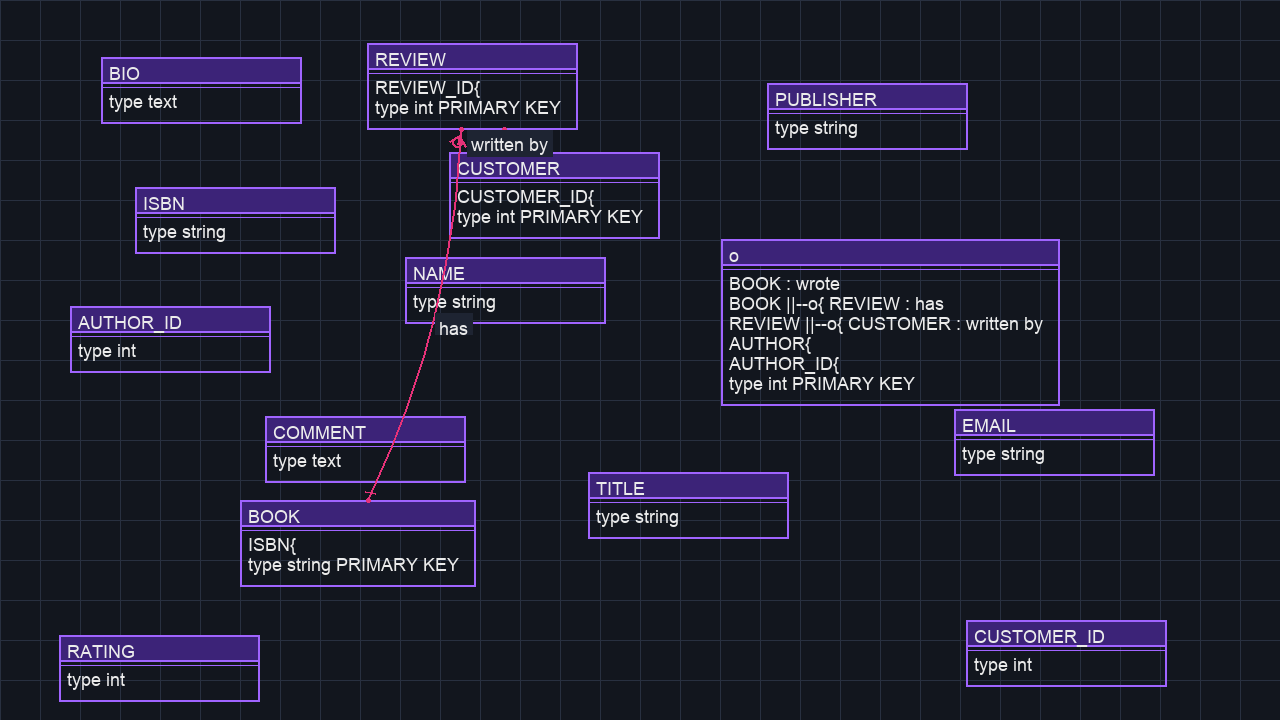 BIO
type text
REVIEW
REVIEW_ID{
type int PRIMARY KEY
PUBLISHER
type string
written by
CUSTOMER
CUSTOMER_ID{
type int PRIMARY KEY
ISBN
type string
NAME
type string
has
o
BOOK : wrote
BOOK ||--o{ REVIEW : has
REVIEW ||--o{ CUSTOMER : written by
AUTHOR{
AUTHOR_ID{
type int PRIMARY KEY
AUTHOR_ID
type int
COMMENT
type text
EMAIL
type string
TITLE
type string
BOOK
ISBN{
type string PRIMARY KEY
RATING
type int
CUSTOMER_ID
type int